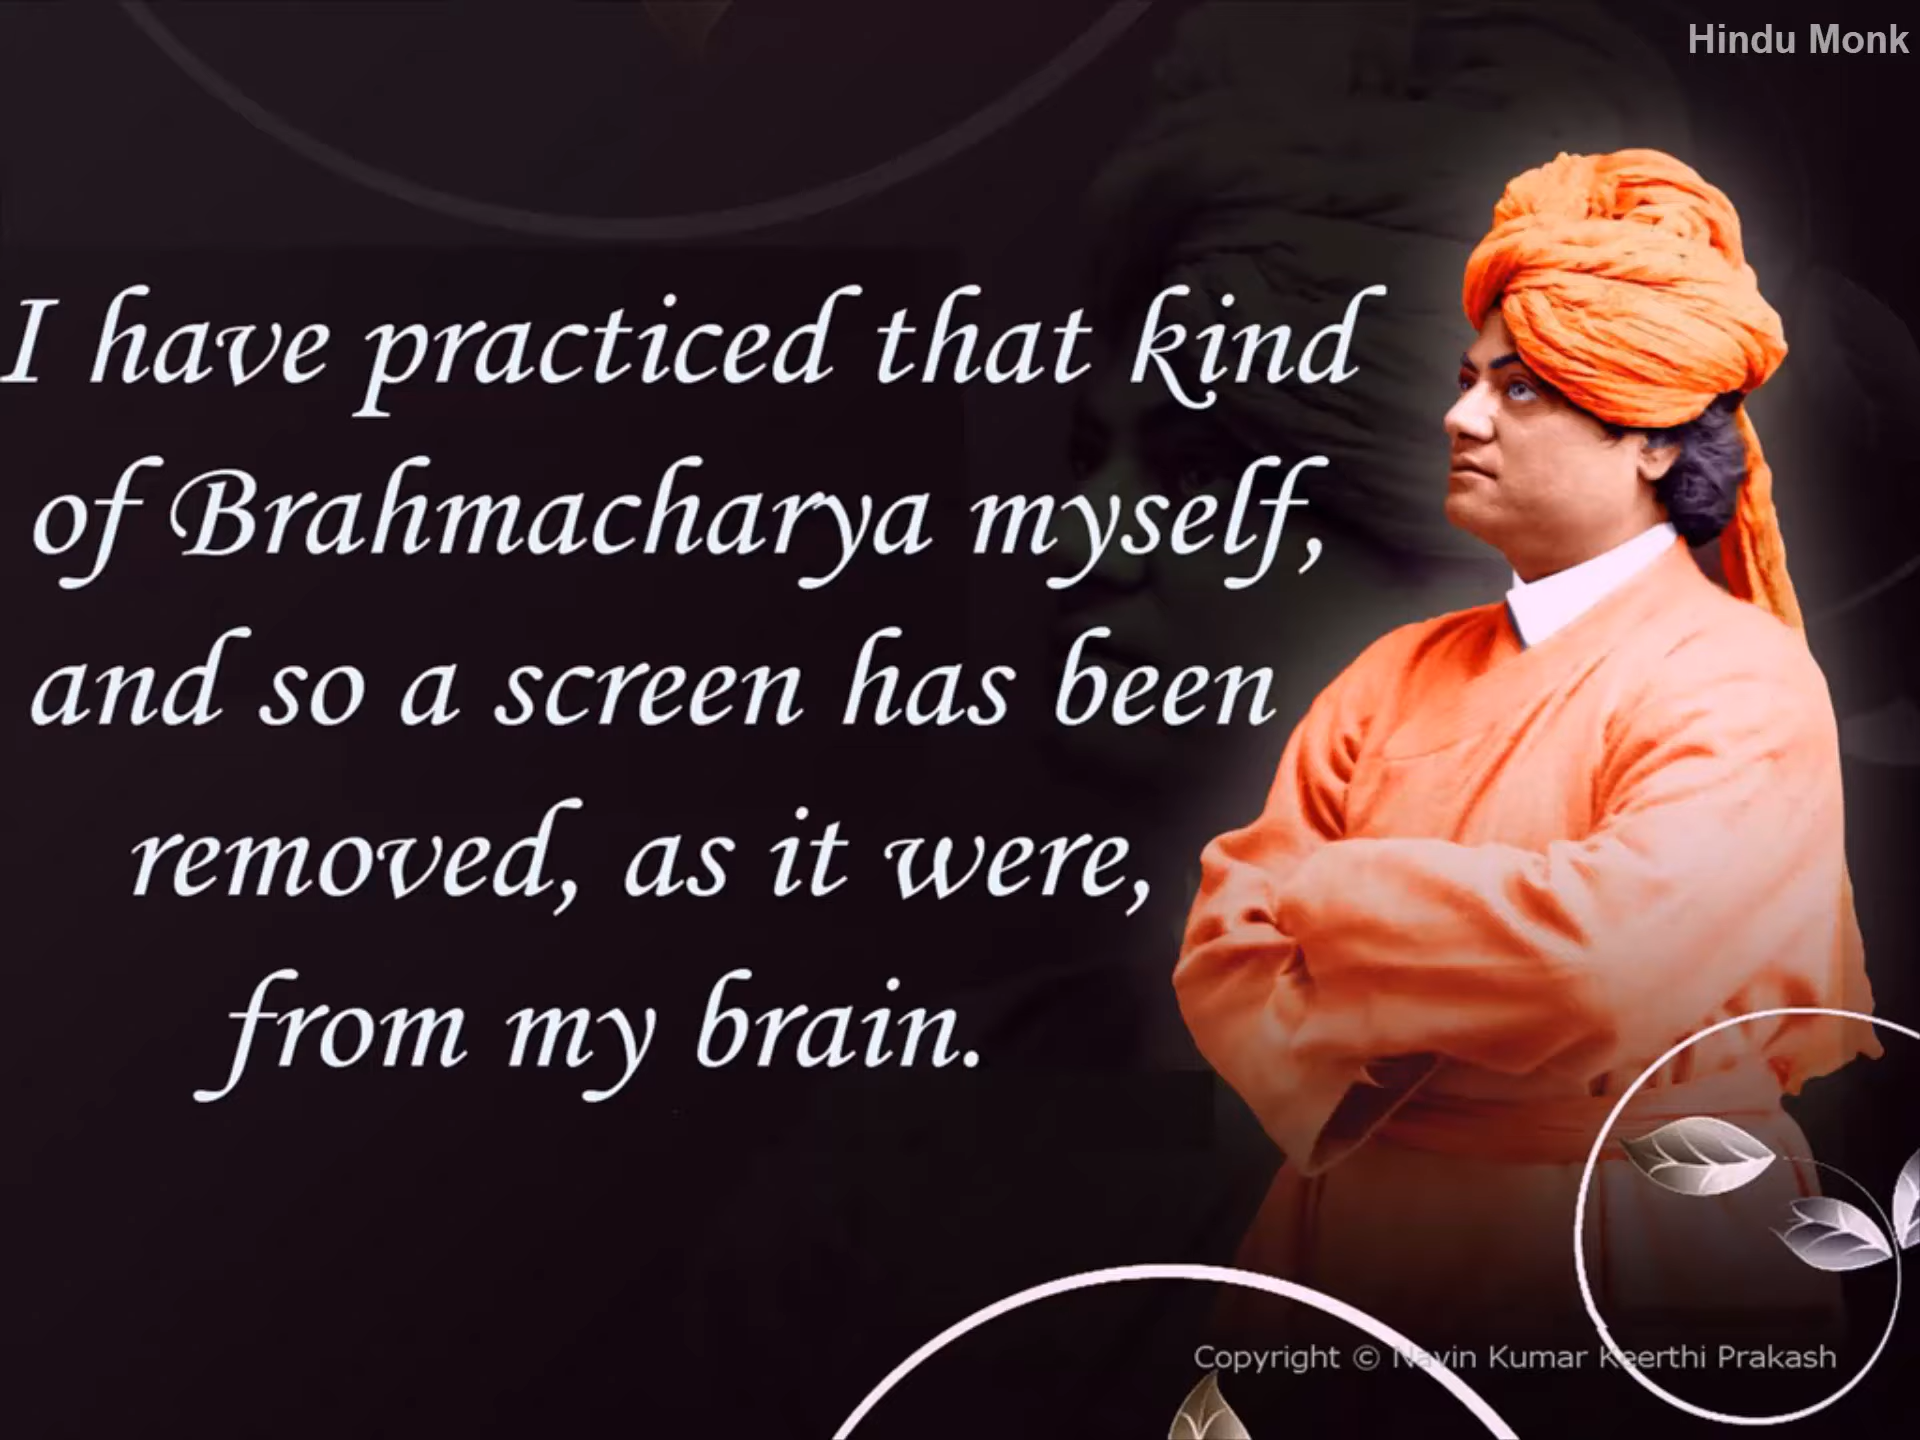 Hindu Monk
I have practiced that kind
of Brahmacharya myself,
and so a screen has been
removed, as it were,
from my brain.
Copyright © Navin Kumar Keerthi Prakash